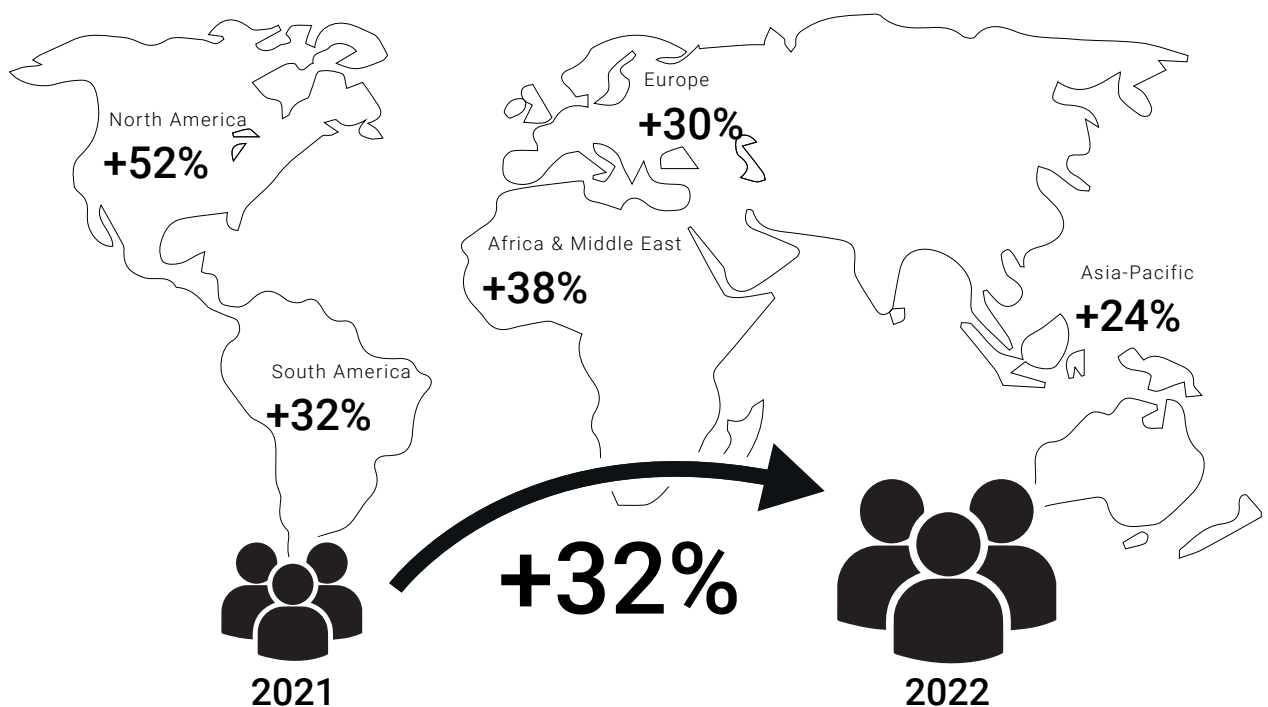 North America
+52%
Europe
+30%
Africa & Middle East
+38%
Asia-Pacific
+24%
South America
+32%
+32%
2021
2022